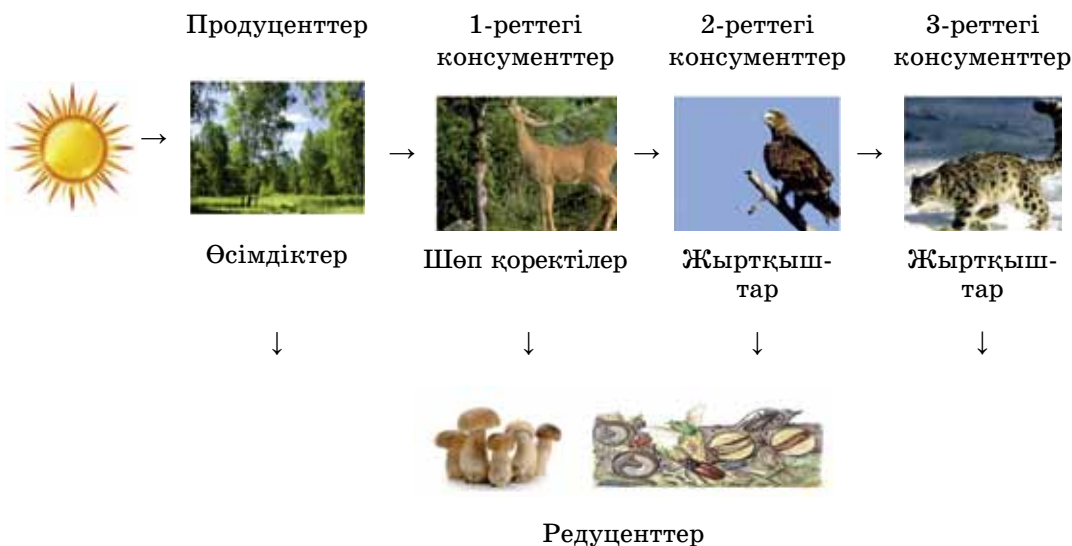 Продуценттер
1-реттегі
консументтер
2-реттегі
консументтер
3-реттегі
консументтер
→
→
→
→
Өсімдіктер
Шөп қоректілер
Жыртқыш-
тар
Жыртқыш-
тар
↓
↓
↓
↓
Редуценттер